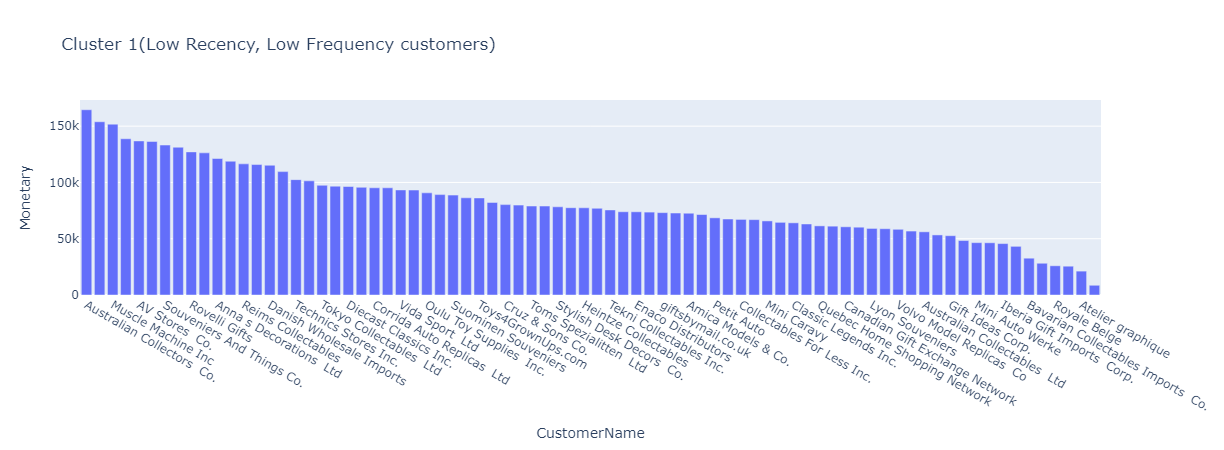 Cluster 1(Low Recency, Low Frequency customers)
Monetary
150k
100k
50k
0
Australian Collectors  Co.
Muscle Machine Inc
AV Stores  Co.
Souveniers And Things Co.
Rovelli Gifts
Anna's Decorations  Ltd
Reims Collectables
Danish Wholesale Imports
Technics Stores Inc.
Tokyo Collectables  Ltd
Diecast Classics Inc.
Corrida Auto Replicas  Ltd
Vida Sport  Ltd
Oulu Toy Supplies  Inc.
Suominen Souveniers
Toys4GrownUps.com
Cruz & Sons Co.
Toms Spezialitten  Ltd
Stylish Desk Decors  Co.
Heintze Collectables
Tekni Collectables Inc.
Enaco Distributors
giftsbymail.co.uk
Amica Models & Co.
Petit Auto
Collectables For Less Inc.
Mini Caravy
Classic Legends Inc.
Quebec Home Shopping Network
Canadian Gift Exchange Network
Lyon Souveniers
Volvo Model Replicas  Co
Australian Collectables  Ltd
Gift Ideas Corp.
Mini Auto Werke
Iberia Gift Imports  Corp.
Bavarian Collectables Imports  Co.
Royale Belge
Atelier graphique
CustomerName